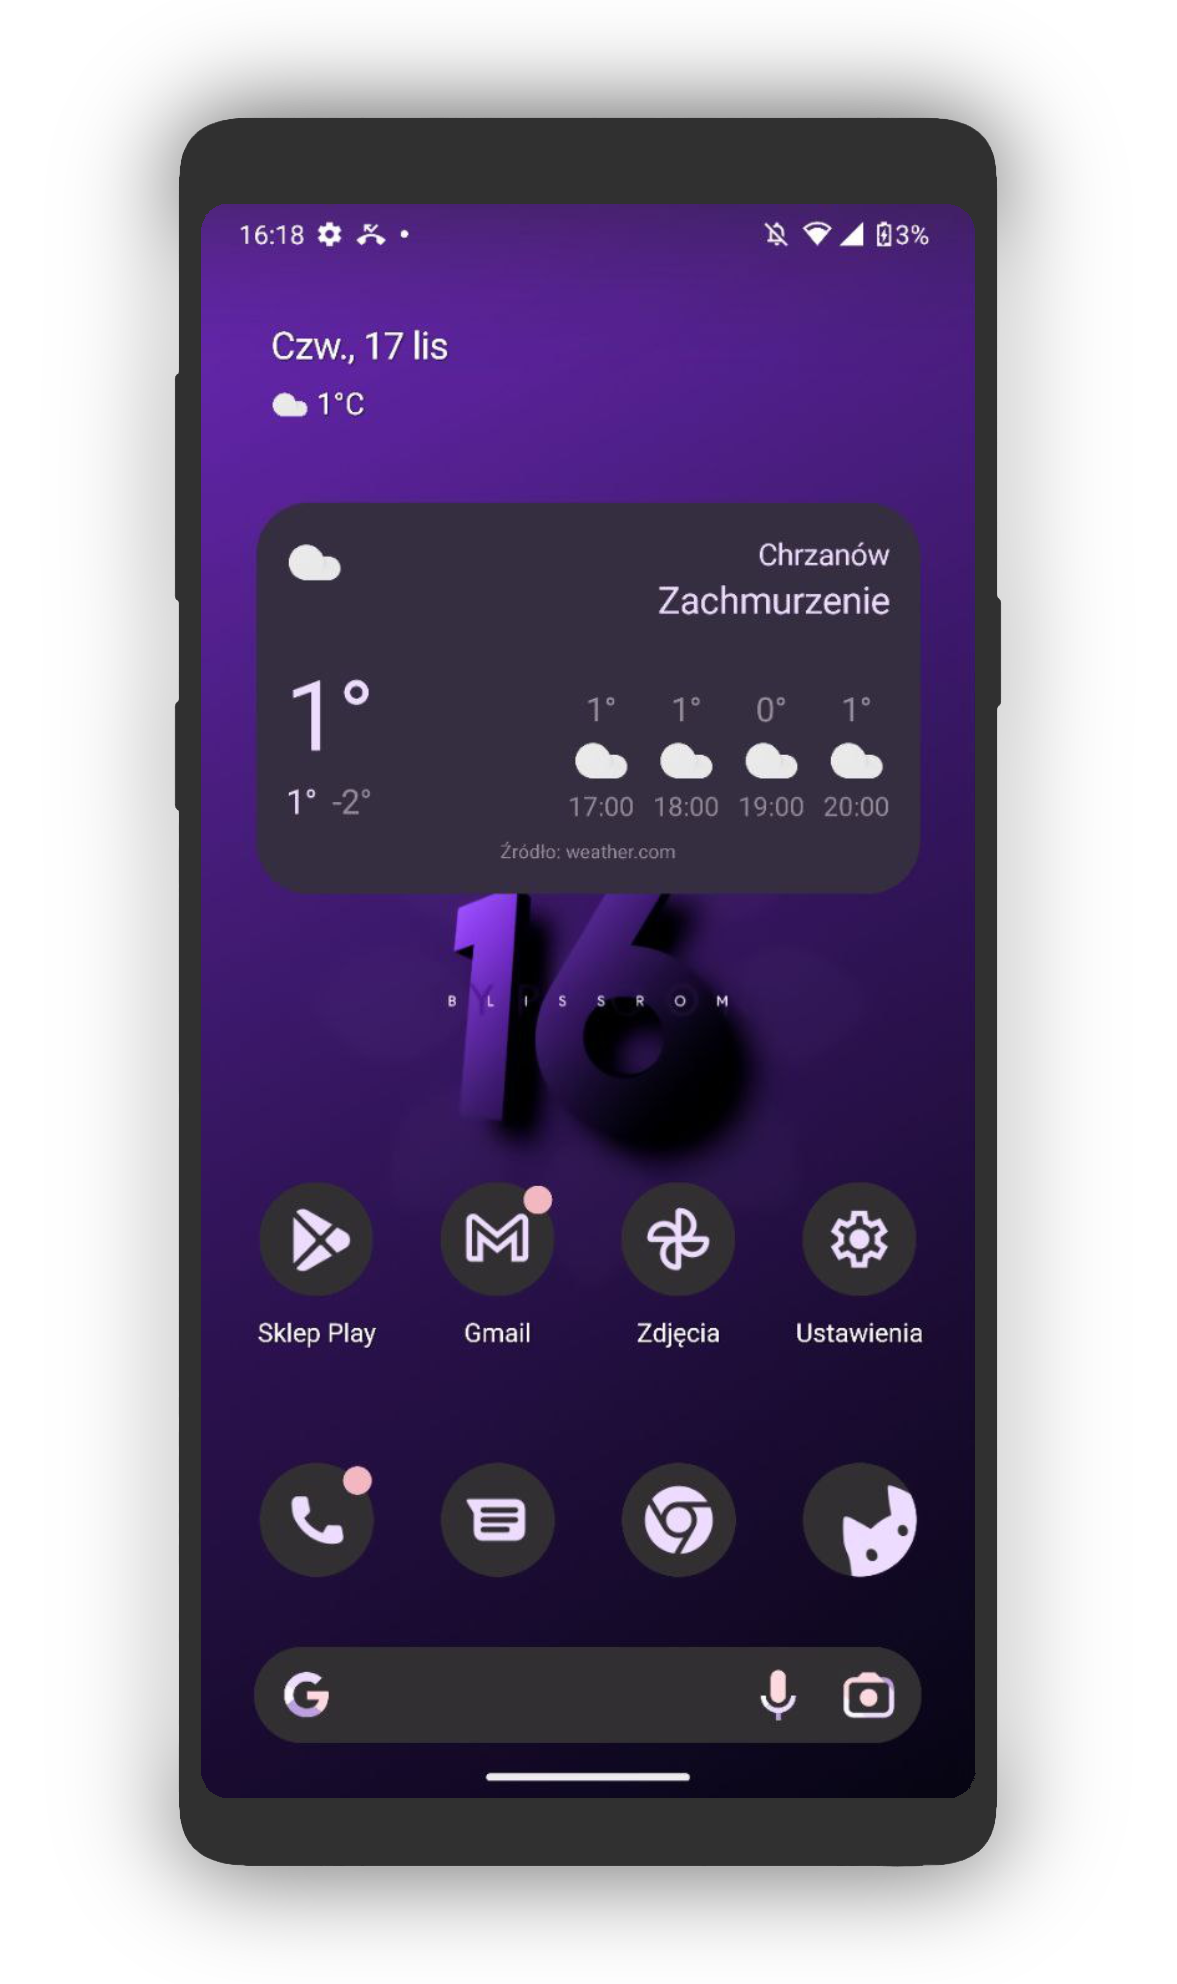 16:18 3%
Czw., 17 lis
1°C
Chrzanów
Zachmurzenie
1°
1° -2°
1° 1° 0° 1°
17:00 18:00 19:00 20:00
Źródło: weather.com
16
BLISSROM
Sklep Play Gmail Zdjęcia Ustawienia